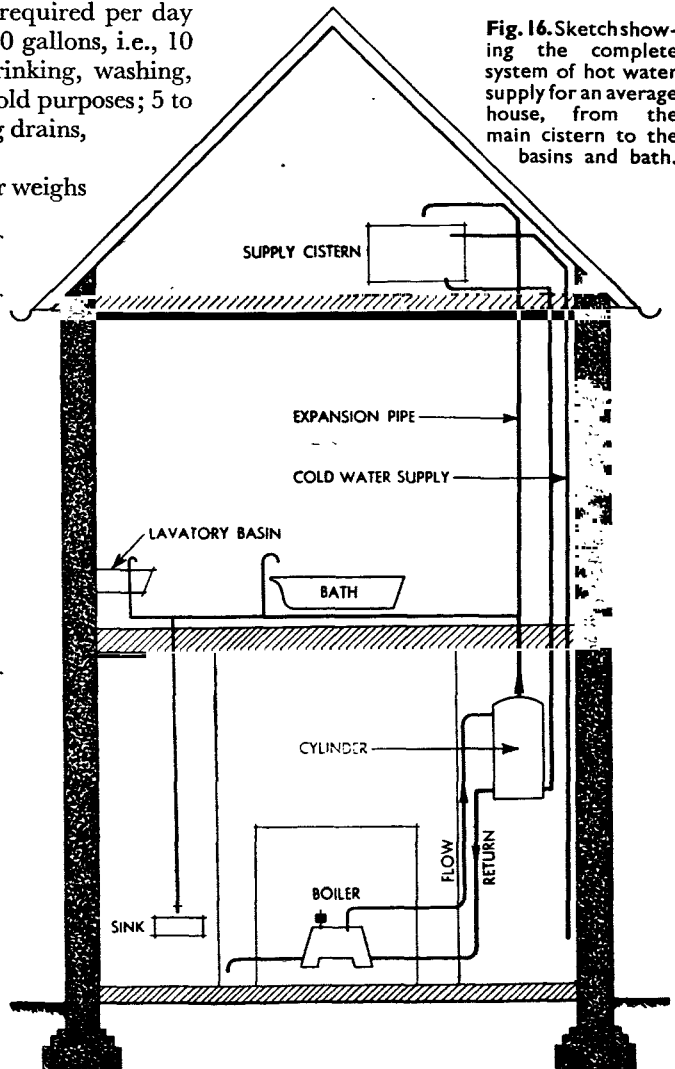 required per day
0 gallons, i.e., 10
rinking, washing,
old purposes; 5 to
g drains,
r weighs
Fig. 16. Sketch show-
ing the complete
system of hot water
supply for an average
house, from the
main cistern to the
basins and bath.
SUPPLY CISTERN
EXPANSION PIPE
COLD WATER SUPPLY
LAVATORY BASIN
BATH
CYLINDER
FLOW
RETURN
BOILER
SINK